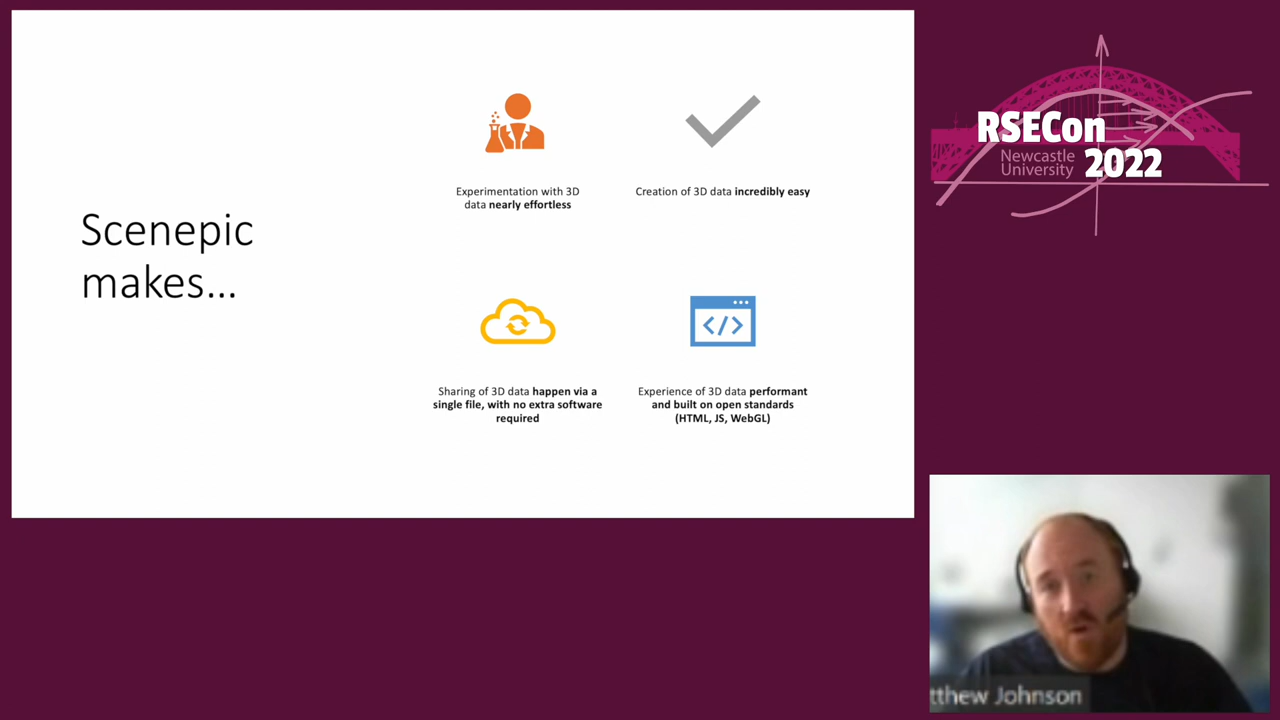 Scenepic
makes...
Experimentation with 3D
data nearly effortless
Creation of 3D data incredibly easy
Sharing of 3D data happen via a
single file, with no extra software
required
Experience of 3D data performant
and built on open standards
(HTML, JS, WebGL)
RSECon
Newcastle
University
2022
tthew Johnson